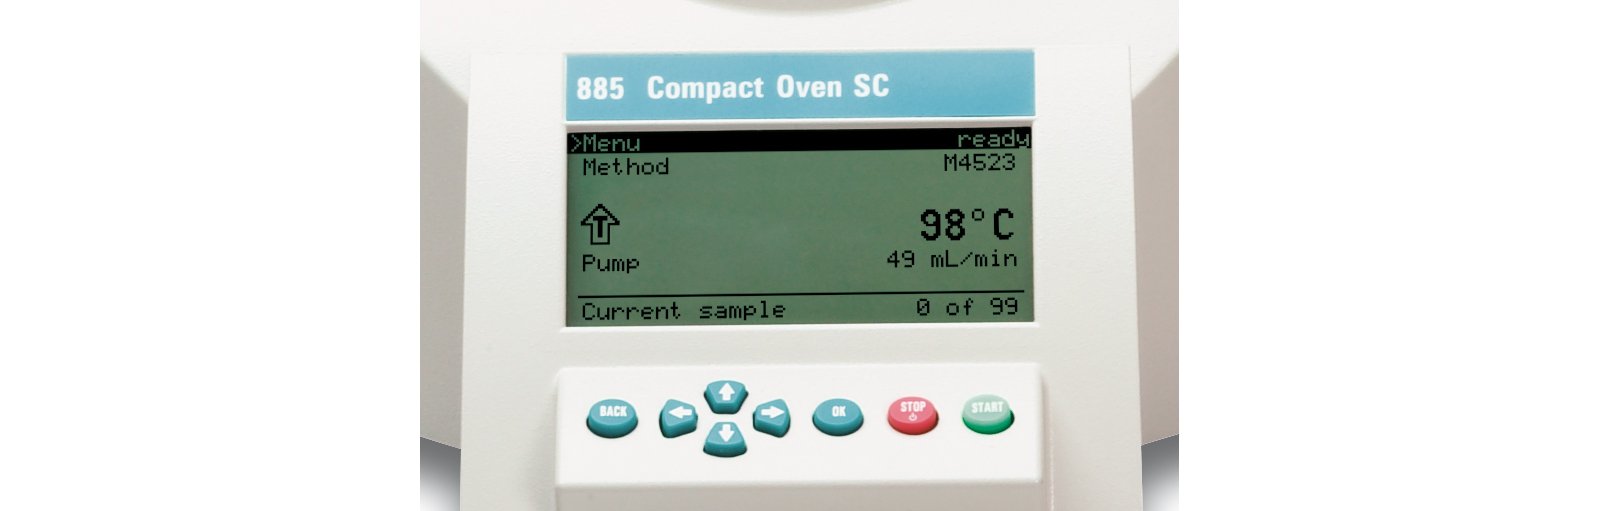 885 Compact Oven SC
>Menu ready
Method M4523
T 98°C
Pump 49 mL/min
Current sample 0 of 99
BACK OK STOP START